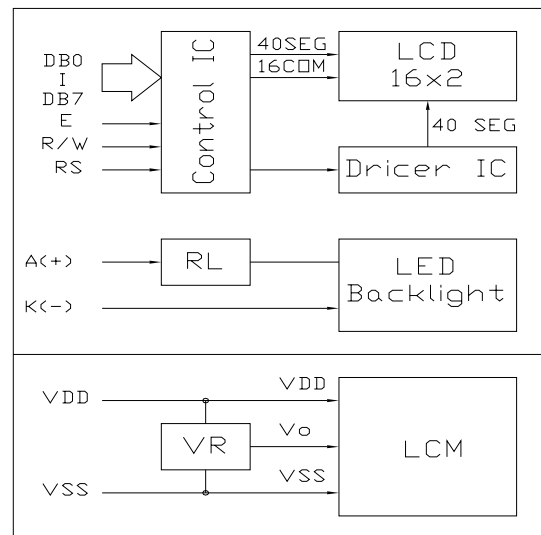 DB0
I
DB7
E
R/W
RS
Control IC
40SEG
16COM
LCD
16x2
40 SEG
Dricer IC
A(+)
K(-)
RL
LED
Backlight
VDD
VSS
VR
VDD
Vo
VSS
LCM